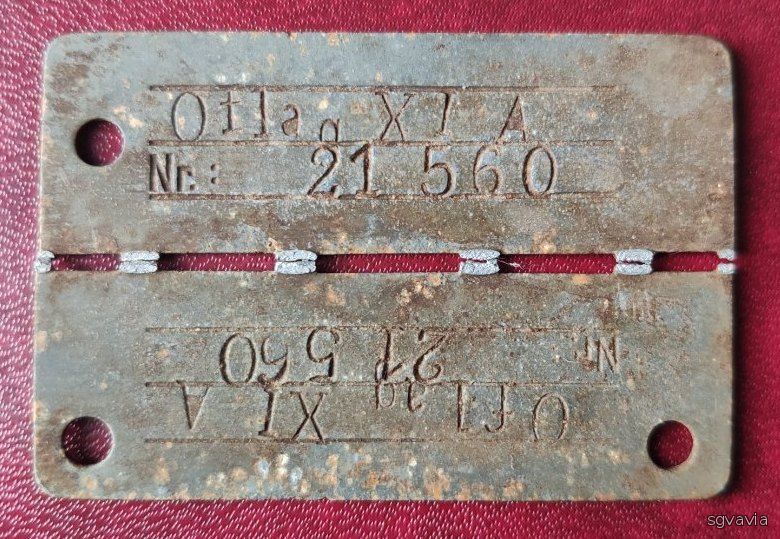 Oflag XI A
Nr.: 21 560
Nr. 21 560
Oflag XI A
sgvavia